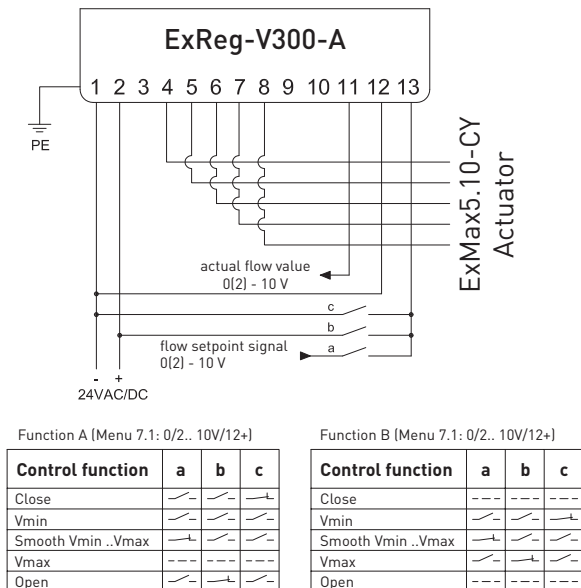 ExReg-V300-A
1 2 3 4 5 6 7 8 9 10 11 12 13
PE
ExMax5.10-CY
Actuator
actual flow value
0(2) - 10 V
c
b
flow setpoint signal
0(2) - 10 V
a
- +
24VAC/DC
Function A (Menu 7.1: 0/2.. 10V/12+)
Control function a b c
Close
Vmin
Smooth Vmin ..Vmax
Vmax --- --- ---
Open
Function B (Menu 7.1: 0/2.. 10V/12+)
Control function a b c
Close --- --- ---
Vmin
Smooth Vmin ..Vmax
Vmax
Open --- --- ---